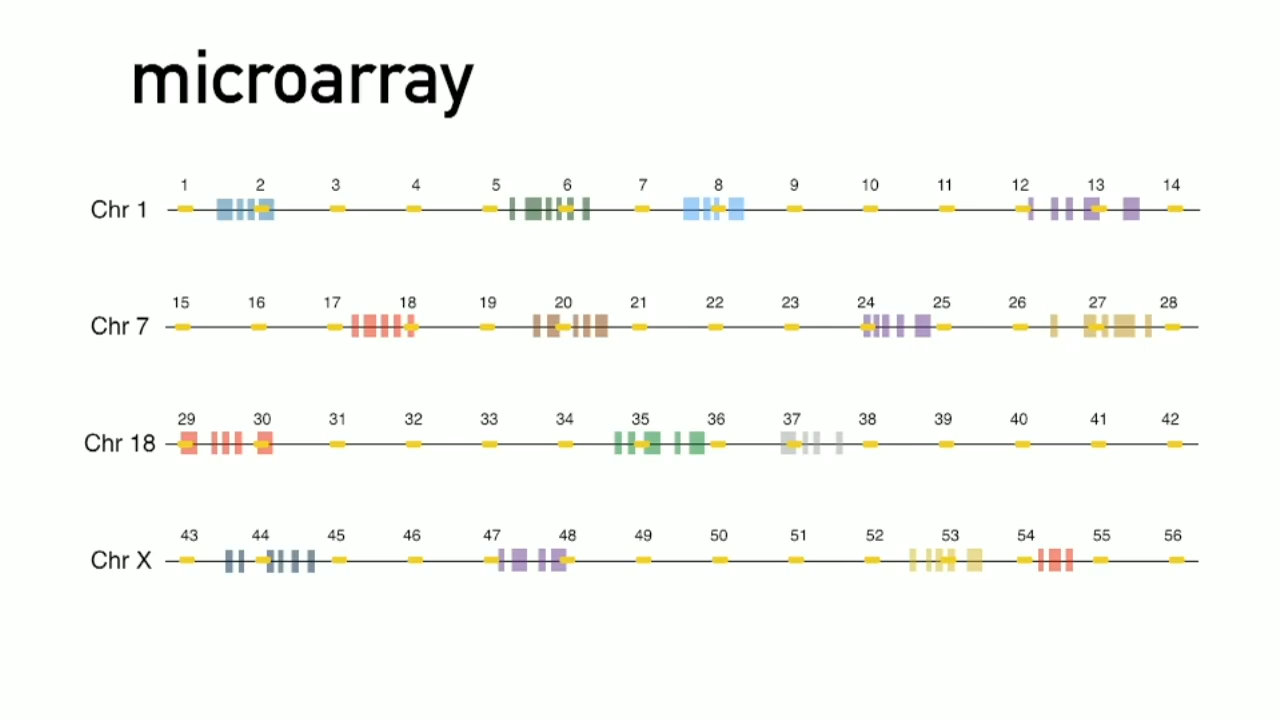 microarray
1 2 3 4 5 6 7 8 9 10 11 12 13 14
Chr 1
15 16 17 18 19 20 21 22 23 24 25 26 27 28
Chr 7
29 30 31 32 33 34 35 36 37 38 39 40 41 42
Chr 18
43 44 45 46 47 48 49 50 51 52 53 54 55 56
Chr X